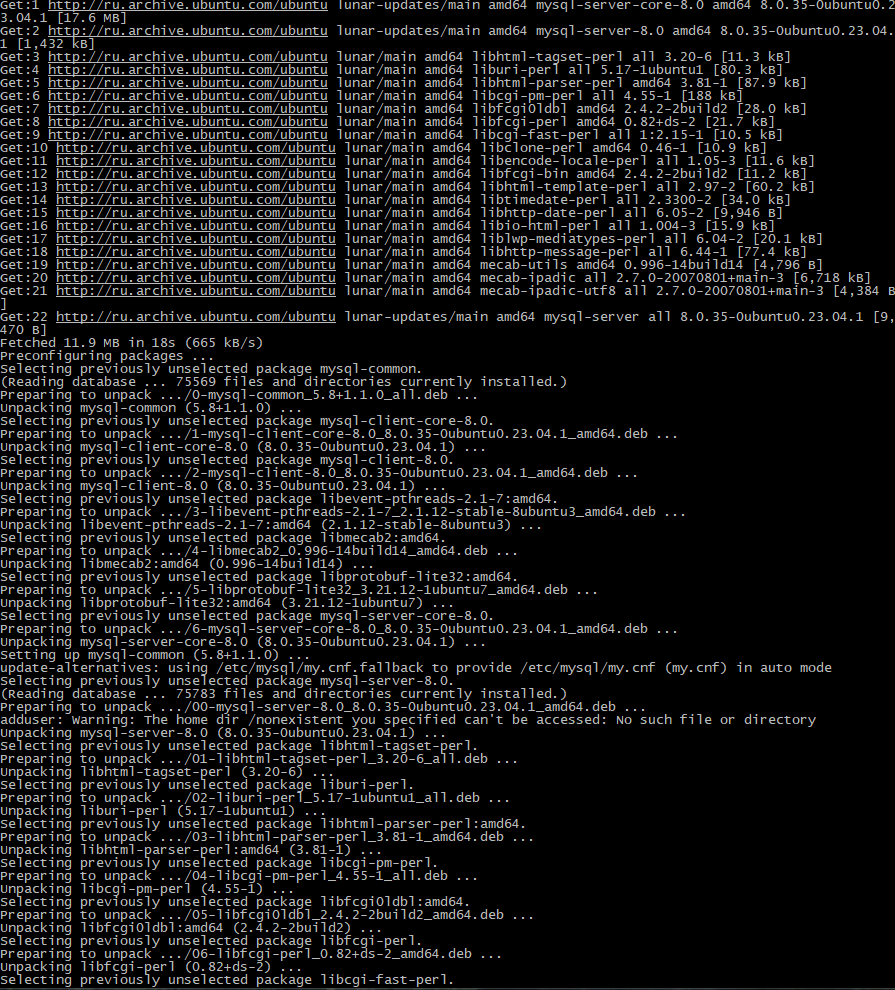 Get:1 http://ru.archive.ubuntu.com/ubuntu lunar-updates/main amd64 mysql-server-core-8.0 amd64 8.0.35-0ubuntu0.2
3.04.1 [17.6 MB]
Get:2 http://ru.archive.ubuntu.com/ubuntu lunar-updates/main amd64 mysql-server-8.0 amd64 8.0.35-0ubuntu0.23.04.
1 [1,432 kB]
Get:3 http://ru.archive.ubuntu.com/ubuntu lunar/main amd64 libhtml-tagset-perl all 3.20-6 [11.3 kB]
Get:4 http://ru.archive.ubuntu.com/ubuntu lunar/main amd64 liburi-perl all 5.17-1ubuntu1 [80.3 kB]
Get:5 http://ru.archive.ubuntu.com/ubuntu lunar/main amd64 libhtml-parser-perl amd64 3.81-1 [87.9 kB]
Get:6 http://ru.archive.ubuntu.com/ubuntu lunar/main amd64 libcgi-pm-perl all 4.55-1 [188 kB]
Get:7 http://ru.archive.ubuntu.com/ubuntu lunar/main amd64 libfcgi0ldbl amd64 2.4.2-2build2 [28.0 kB]
Get:8 http://ru.archive.ubuntu.com/ubuntu lunar/main amd64 libfcgi-perl amd64 0.82+ds-2 [21.7 kB]
Get:9 http://ru.archive.ubuntu.com/ubuntu lunar/main amd64 libcgi-fast-perl all 1:2.15-1 [10.5 kB]
Get:10 http://ru.archive.ubuntu.com/ubuntu lunar/main amd64 libclone-perl amd64 0.46-1 [10.9 kB]
Get:11 http://ru.archive.ubuntu.com/ubuntu lunar/main amd64 libencode-locale-perl all 1.05-3 [11.6 kB]
Get:12 http://ru.archive.ubuntu.com/ubuntu lunar/main amd64 libfcgi-bin amd64 2.4.2-2build2 [11.2 kB]
Get:13 http://ru.archive.ubuntu.com/ubuntu lunar/main amd64 libhtml-template-perl all 2.97-2 [60.2 kB]
Get:14 http://ru.archive.ubuntu.com/ubuntu lunar/main amd64 libtimedate-perl all 2.3300-2 [34.0 kB]
Get:15 http://ru.archive.ubuntu.com/ubuntu lunar/main amd64 libhttp-date-perl all 6.05-2 [9,946 B]
Get:16 http://ru.archive.ubuntu.com/ubuntu lunar/main amd64 libio-html-perl all 1.004-3 [15.9 kB]
Get:17 http://ru.archive.ubuntu.com/ubuntu lunar/main amd64 liblwp-mediatypes-perl all 6.04-2 [20.1 kB]
Get:18 http://ru.archive.ubuntu.com/ubuntu lunar/main amd64 libhttp-message-perl all 6.44-1 [77.4 kB]
Get:19 http://ru.archive.ubuntu.com/ubuntu lunar/main amd64 mecab-utils amd64 0.996-14build14 [4,796 B]
Get:20 http://ru.archive.ubuntu.com/ubuntu lunar/main amd64 mecab-ipadic all 2.7.0-20070801+main-3 [6,718 kB]
Get:21 http://ru.archive.ubuntu.com/ubuntu lunar/main amd64 mecab-ipadic-utf8 all 2.7.0-20070801+main-3 [4,384 B
]
Get:22 http://ru.archive.ubuntu.com/ubuntu lunar-updates/main amd64 mysql-server all 8.0.35-0ubuntu0.23.04.1 [9,
470 B]
Fetched 11.9 MB in 18s (665 kB/s)
Preconfiguring packages ...
Selecting previously unselected package mysql-common.
(Reading database ... 75569 files and directories currently installed.)
Preparing to unpack .../0-mysql-common_5.8+1.1.0_all.deb ...
Unpacking mysql-common (5.8+1.1.0) ...
Selecting previously unselected package mysql-client-core-8.0.
Preparing to unpack .../1-mysql-client-core-8.0_8.0.35-0ubuntu0.23.04.1_amd64.deb ...
Unpacking mysql-client-core-8.0 (8.0.35-0ubuntu0.23.04.1) ...
Selecting previously unselected package mysql-client-8.0.
Preparing to unpack .../2-mysql-client-8.0_8.0.35-0ubuntu0.23.04.1_amd64.deb ...
Unpacking mysql-client-8.0 (8.0.35-0ubuntu0.23.04.1) ...
Selecting previously unselected package libevent-pthreads-2.1-7:amd64.
Preparing to unpack .../3-libevent-pthreads-2.1-7_2.1.12-stable-8ubuntu3_amd64.deb ...
Unpacking libevent-pthreads-2.1-7:amd64 (2.1.12-stable-8ubuntu3) ...
Selecting previously unselected package libmecab2:amd64.
Preparing to unpack .../4-libmecab2_0.996-14build14_amd64.deb ...
Unpacking libmecab2:amd64 (0.996-14build14) ...
Selecting previously unselected package libprotobuf-lite32:amd64.
Preparing to unpack .../5-libprotobuf-lite32_3.21.12-1ubuntu7_amd64.deb ...
Unpacking libprotobuf-lite32:amd64 (3.21.12-1ubuntu7) ...
Selecting previously unselected package mysql-server-core-8.0.
Preparing to unpack .../6-mysql-server-core-8.0_8.0.35-0ubuntu0.23.04.1_amd64.deb ...
Unpacking mysql-server-core-8.0 (8.0.35-0ubuntu0.23.04.1) ...
Setting up mysql-common (5.8+1.1.0) ...
update-alternatives: using /etc/mysql/my.cnf.fallback to provide /etc/mysql/my.cnf (my.cnf) in auto mode
Selecting previously unselected package mysql-server-8.0.
(Reading database ... 75783 files and directories currently installed.)
Preparing to unpack .../00-mysql-server-8.0_8.0.35-0ubuntu0.23.04.1_amd64.deb ...
adduser: Warning: The home dir /nonexistent you specified can't be accessed: No such file or directory
Unpacking mysql-server-8.0 (8.0.35-0ubuntu0.23.04.1) ...
Selecting previously unselected package libhtml-tagset-perl.
Preparing to unpack .../01-libhtml-tagset-perl_3.20-6_all.deb ...
Unpacking libhtml-tagset-perl (3.20-6) ...
Selecting previously unselected package liburi-perl.
Preparing to unpack .../02-liburi-perl_5.17-1ubuntu1_all.deb ...
Unpacking liburi-perl (5.17-1ubuntu1) ...
Selecting previously unselected package libhtml-parser-perl:amd64.
Preparing to unpack .../03-libhtml-parser-perl_3.81-1_amd64.deb ...
Unpacking libhtml-parser-perl:amd64 (3.81-1) ...
Selecting previously unselected package libcgi-pm-perl.
Preparing to unpack .../04-libcgi-pm-perl_4.55-1_all.deb ...
Unpacking libcgi-pm-perl (4.55-1) ...
Selecting previously unselected package libfcgi0ldbl:amd64.
Preparing to unpack .../05-libfcgi0ldbl_2.4.2-2build2_amd64.deb ...
Unpacking libfcgi0ldbl:amd64 (2.4.2-2build2) ...
Selecting previously unselected package libfcgi-perl.
Preparing to unpack .../06-libfcgi-perl_0.82+ds-2_amd64.deb ...
Unpacking libfcgi-perl (0.82+ds-2) ...
Selecting previously unselected package libcgi-fast-perl.